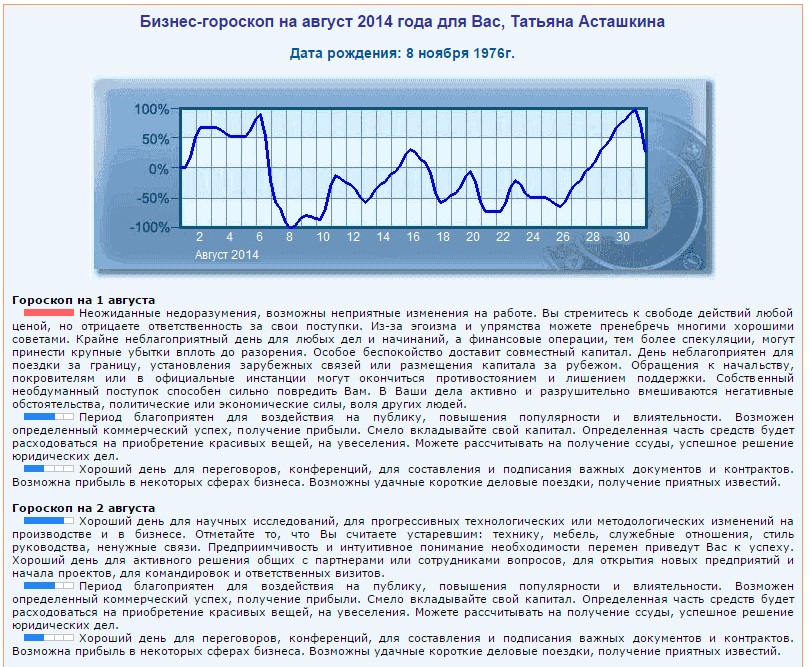 Бизнес-гороскоп на август 2014 года для Вас, Татьяна Асташкина
Дата рождения: 8 ноября 1976г.
100%
50%
0%
-50%
-100%
2 4 6 8 10 12 14 16 18 20 22 24 26 28 30
Август 2014
Гороскоп на 1 августа
Неожиданные недоразумения, возможны неприятные изменения на работе. Вы стремитесь к свободе действий любой
ценой, но отрицаете ответственность за свои поступки. Из-за эгоизма и упрямства можете пренебречь многими хорошими
советами. Крайне неблагоприятный день для любых дел и начинаний, а финансовые операции, тем более спекуляции, могут
принести крупные убытки вплоть до разорения. Особое беспокойство доставит совместный капитал. День неблагоприятен для
поездки за границу, установления зарубежных связей или размещения капитала за рубежом. Обращения к начальству,
покровителям или в официальные инстанции могут окончиться противостоянием и лишением поддержки. Собственный
необдуманный поступок способен сильно повредить Вам. В Ваши дела активно и разрушительно вмешиваются негативные
обстоятельства, политические или экономические силы, воля других людей.
Период благоприятен для воздействия на публику, повышения популярности и влиятельности. Возможен
определенный коммерческий успех, получение прибыли. Смело вкладывайте свой капитал. Определенная часть средств будет
расходоваться на приобретение красивых вещей, на увеселения. Можете рассчитывать на получение ссуды, успешное решение
юридических дел.
Хороший день для переговоров, конференций, для составления и подписания важных документов и контрактов.
Возможна прибыль в некоторых сферах бизнеса. Возможны удачные короткие деловые поездки, получение приятных известий.
Гороскоп на 2 августа
Хороший день для научных исследований, для прогрессивных технологических или методологических изменений на
производстве и в бизнесе. Отметайте то, что Вы считаете устаревшим: технику, мебель, служебные отношения, стиль
руководства, ненужные связи. Предприимчивость и интуитивное понимание необходимости перемен приведут Вас к успеху.
Хороший день для активного решения общих с партнерами или сотрудниками вопросов, для открытия новых предприятий и
начала проектов, для командировок и ответственных визитов.
Период благоприятен для воздействия на публику, повышения популярности и влиятельности. Возможен
определенный коммерческий успех, получение прибыли. Смело вкладывайте свой капитал. Определенная часть средств будет
расходоваться на приобретение красивых вещей, на увеселения. Можете рассчитывать на получение ссуды, успешное решение
юридических дел.
Хороший день для переговоров, конференций, для составления и подписания важных документов и контрактов.
Возможна прибыль в некоторых сферах бизнеса. Возможны удачные короткие деловые поездки, получение приятных известий.